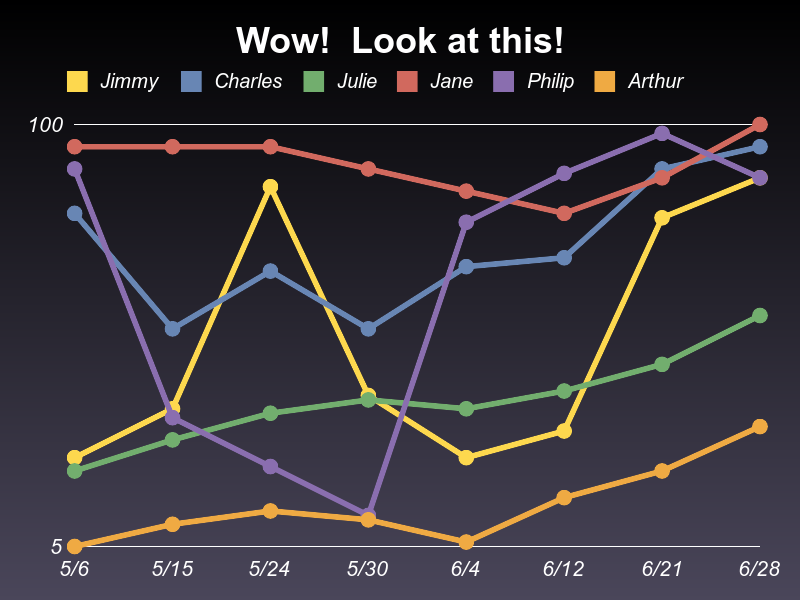 Wow!  Look at this!
Jimmy Charles Julie Jane Philip Arthur
100
5
5/6 5/15 5/24 5/30 6/4 6/12 6/21 6/28